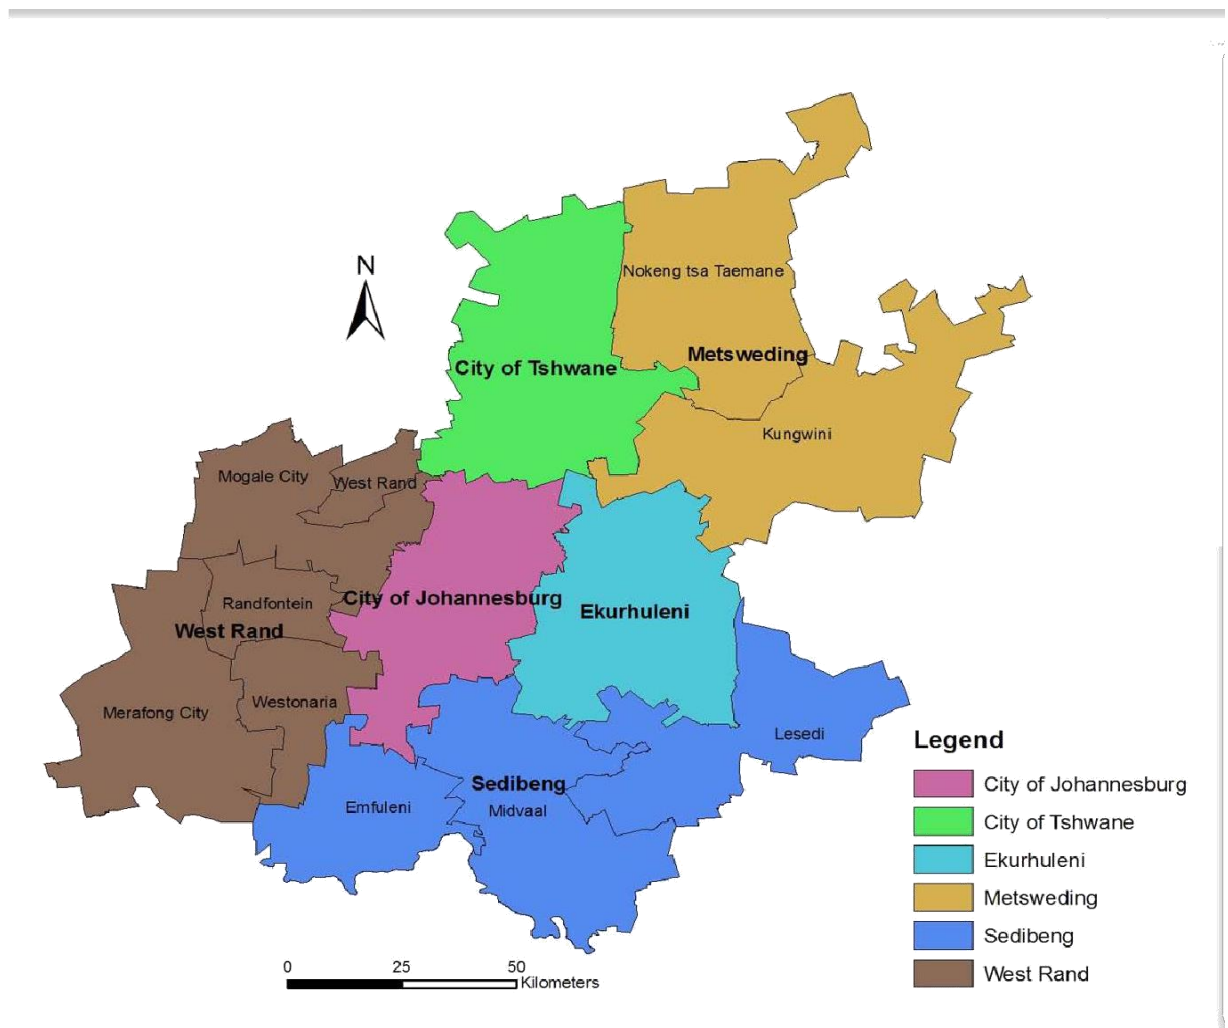 Nokeng tsa Taemane
N
Metsweding
City of Tshwane
Kungwini
Mogale City
West Rand
City of Johannesburg
Randfontein
Ekurhuleni
West Rand
Westonaria
Merafong City
Lesedi
Sedibeng
Emfuleni
Midvaal
Legend
City of Johannesburg
City of Tshwane
Ekurhuleni
Metsweding
Sedibeng
West Rand
0 25 50
Kilometers